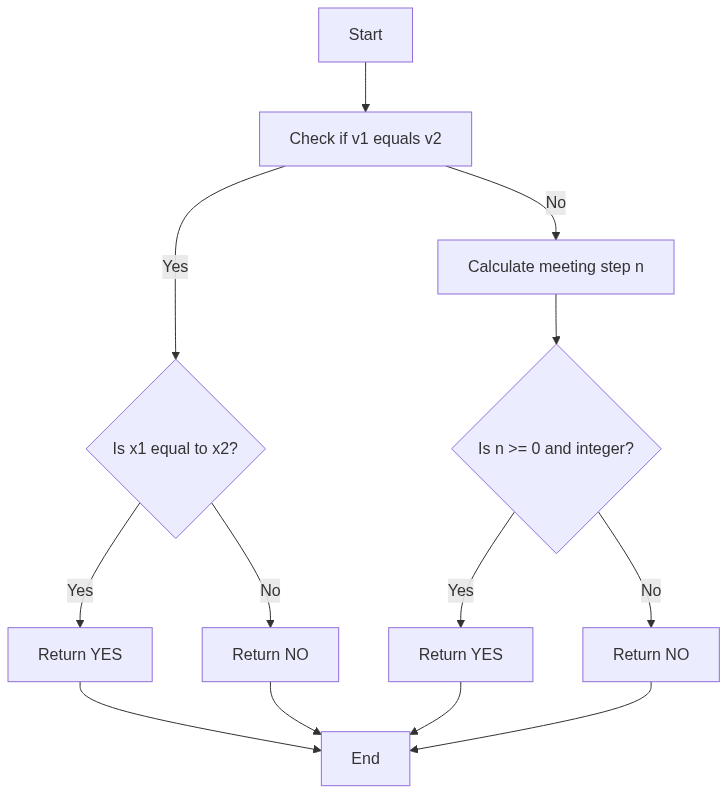 Start
Check if v1 equals v2
No
Yes
Calculate meeting step n
Is x1 equal to x2?
Is n >= 0 and integer?
Yes
No
Yes
No
Return YES
Return NO
Return YES
Return NO
End